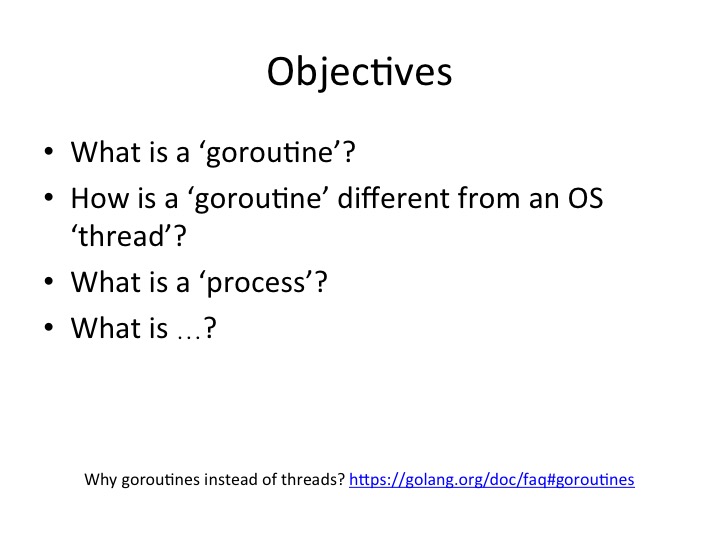 Objectives
• What is a ‘goroutine’?
• How is a ‘goroutine’ different from an OS
‘thread’?
• What is a ‘process’?
• What is …?
Why goroutines instead of threads? https://golang.org/doc/faq#goroutines